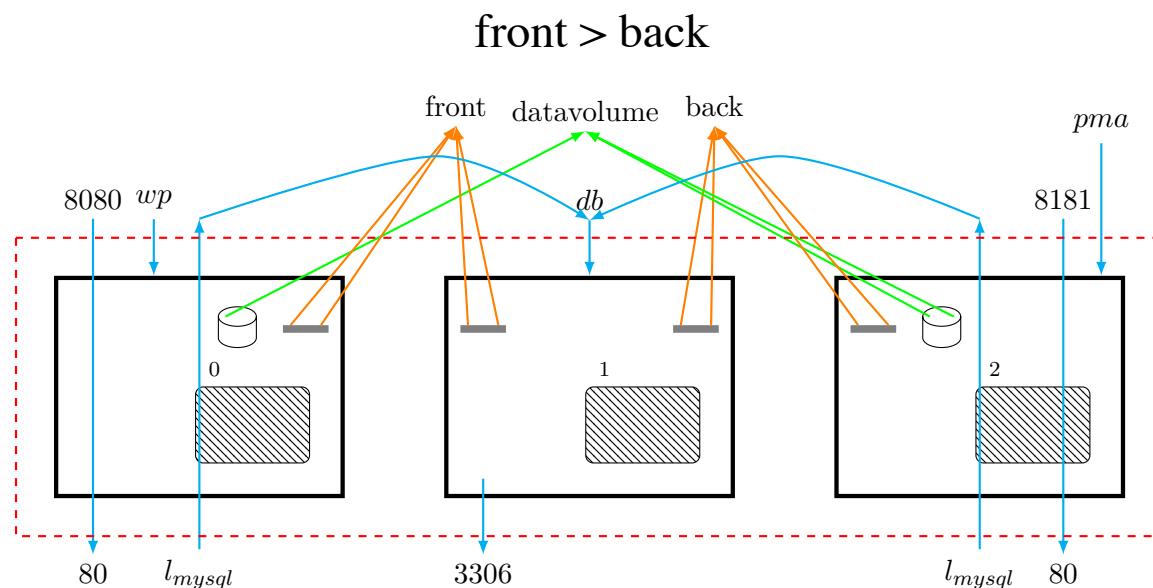 front > back
front datavolume back
pma
8080 wp db 8181
0 1 2
80 l_mysql 3306 l_mysql 80